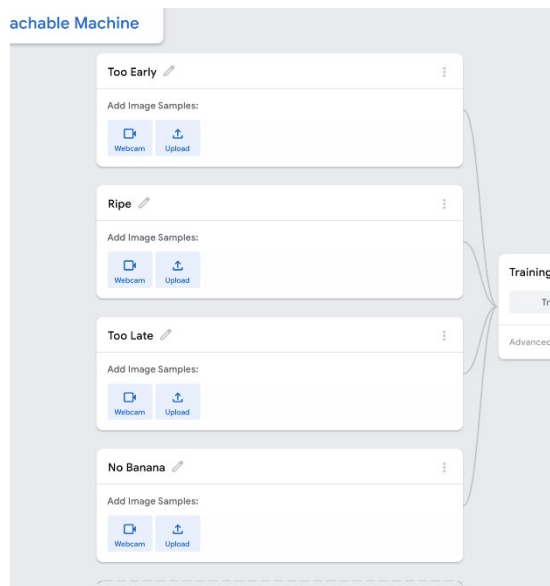 achable Machine
Too Early
Add Image Samples:
Webcam Upload
Ripe
Add Image Samples:
Webcam Upload
Training
Tr
Too Late
Advanced
Add Image Samples:
Webcam Upload
No Banana
Add Image Samples:
Webcam Upload